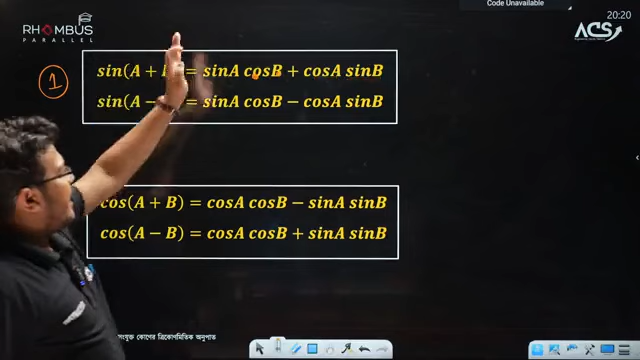 Code Unavailable
20:20
RHOMBUS
PARALLEL
ACS
1
sin(A + B) = sinA cosB + cosA sinB
sin(A − = sinA cosB − cosA sinB
cos(A + B) = cosA cosB − sinA sinB
cos(A − B) = cosA cosB + sinA sinB
সংযুক্ত কোণের ত্রিকোণমিতিক অনুপাত